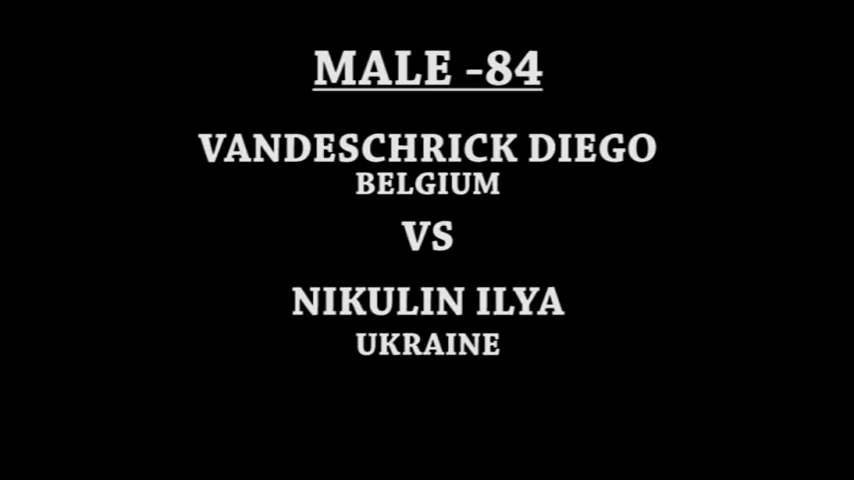 MALE -84
VANDESCHRICK DIEGO
BELGIUM
VS
NIKULIN ILYA
UKRAINE